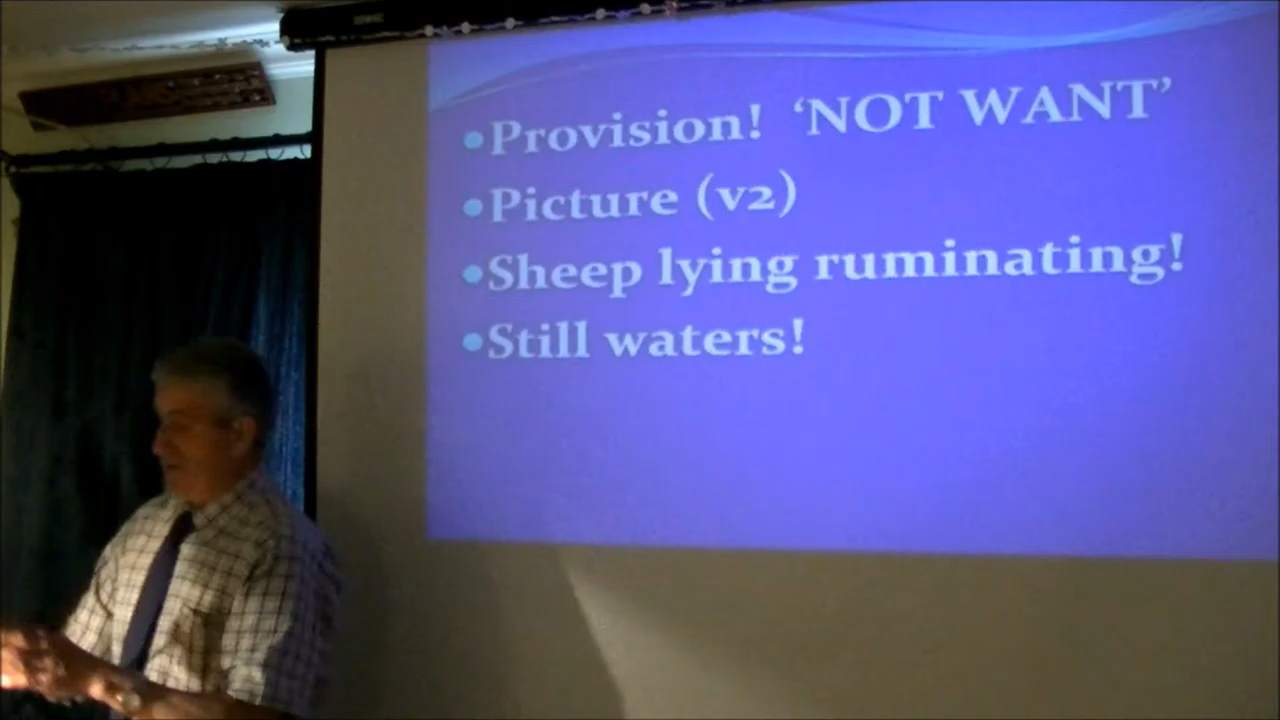 •Provision! ‘NOT WANT’
•Picture (v2)
•Sheep lying ruminating!
•Still waters!